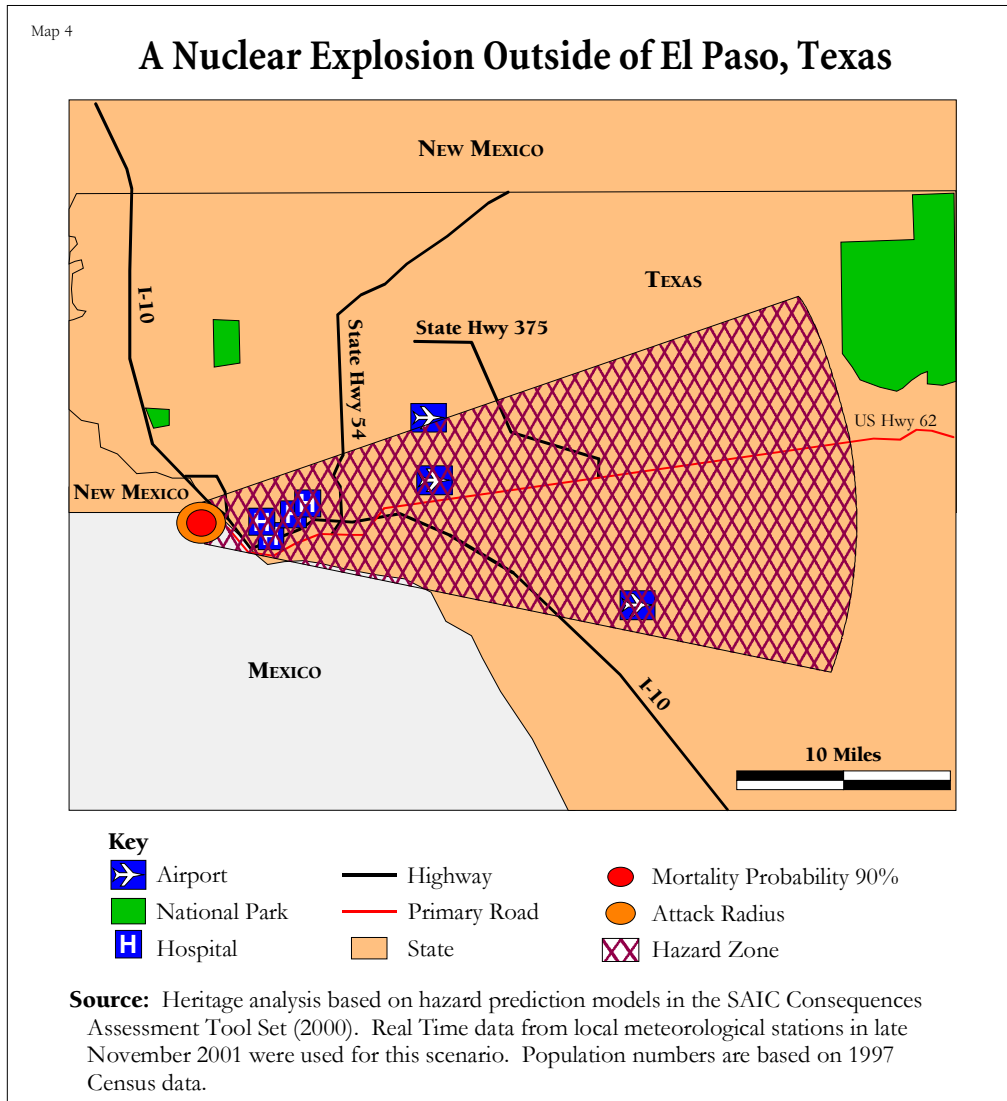 Map 4
A Nuclear Explosion Outside of El Paso, Texas
NEW MEXICO
I-10
TEXAS
State Hwy 54
State Hwy 375
US Hwy 62
NEW MEXICO
MEXICO
I-10
10 Miles
Key
Airport
Highway
Mortality Probability 90%
National Park
Primary Road
Attack Radius
H Hospital
State
Hazard Zone
Source: Heritage analysis based on hazard prediction models in the SAIC Consequences
Assessment Tool Set (2000). Real Time data from local meteorological stations in late
November 2001 were used for this scenario. Population numbers are based on 1997
Census data.